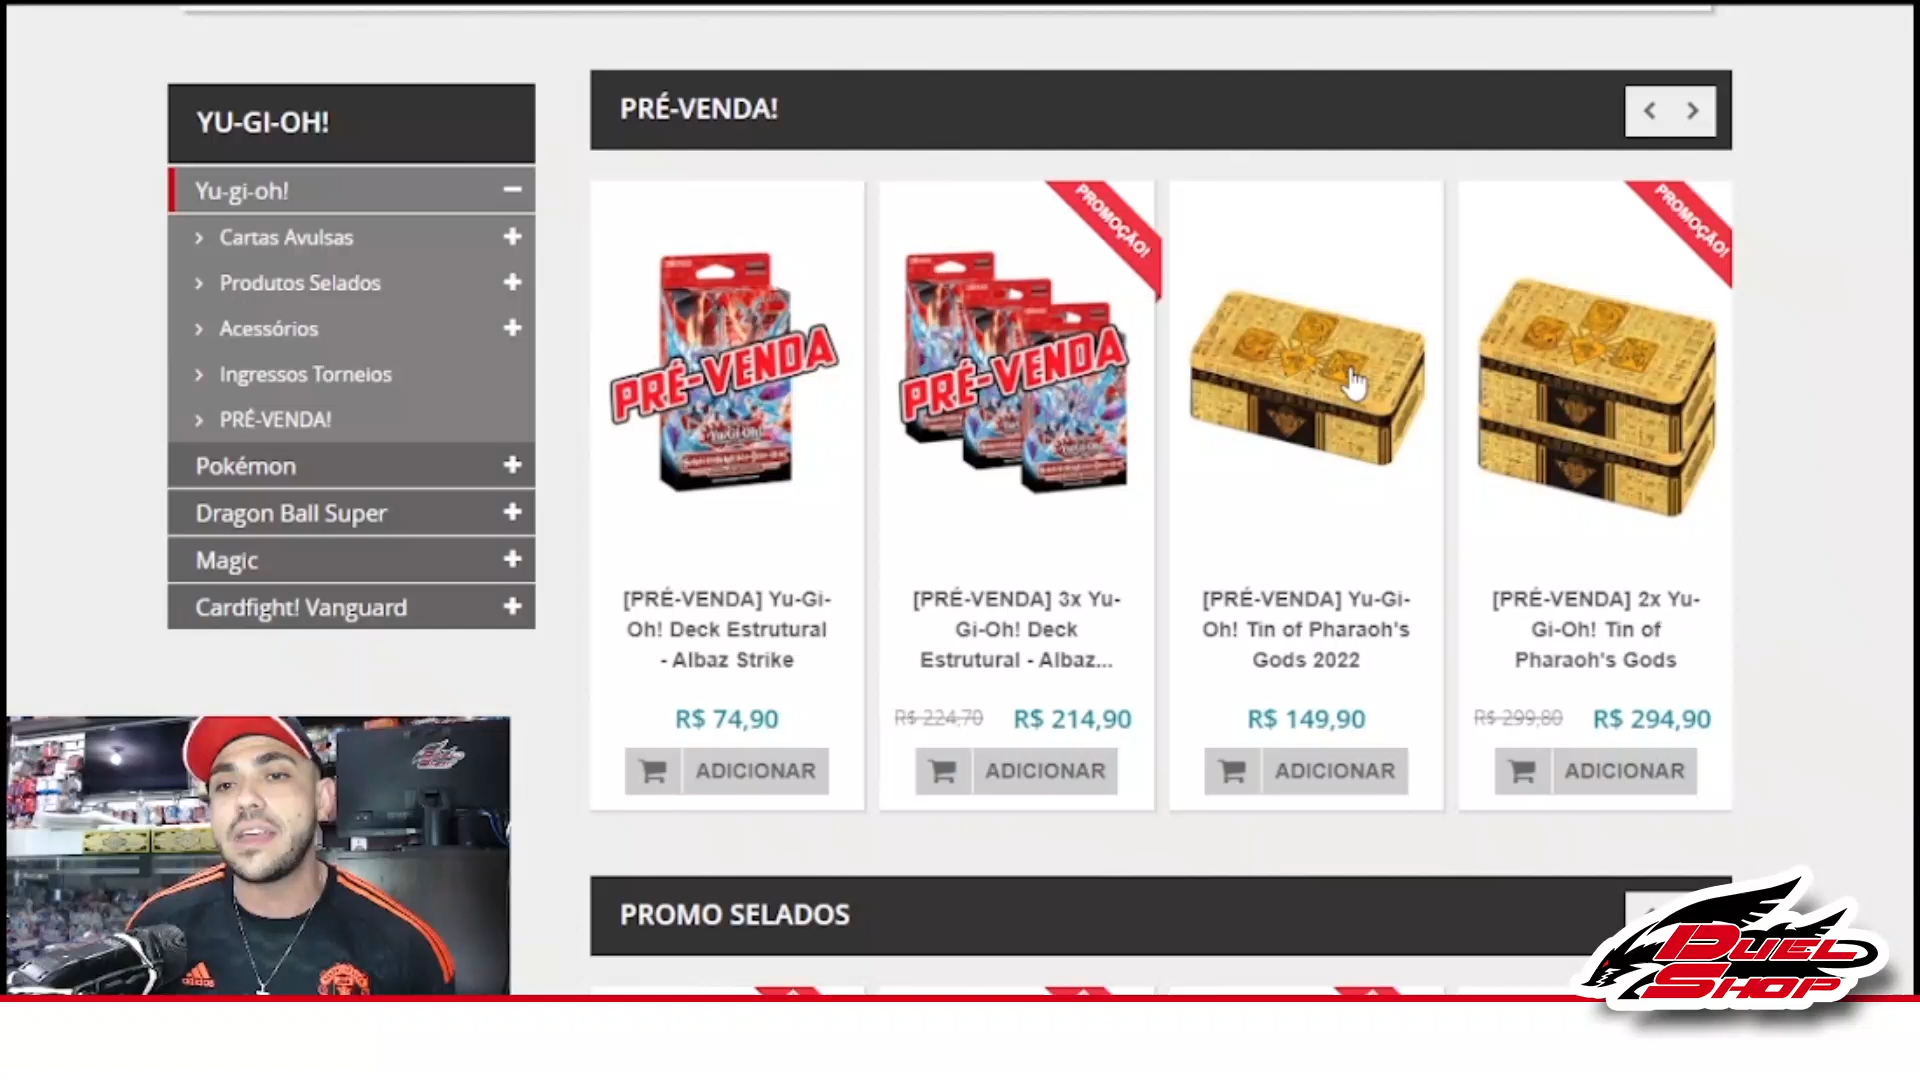 YU-GI-OH!
Yu-gi-oh!
Cartas Avulsas
Produtos Selados
Acessórios
Ingressos Torneios
PRÉ-VENDA!
Pokémon
Dragon Ball Super
Magic
Cardfight! Vanguard
PRÉ-VENDA!
PRÉ-VENDA
[PRÉ-VENDA] Yu-Gi-
Oh! Deck Estrutural
- Albaz Strike
R$ 74,90
ADICIONAR
PROMOÇÃO!
PRÉ-VENDA
[PRÉ-VENDA] 3x Yu-
Gi-Oh! Deck
Estrutural - Albaz...
R$ 224,70 R$ 214,90
ADICIONAR
[PRÉ-VENDA] Yu-Gi-
Oh! Tin of Pharaoh's
Gods 2022
R$ 149,90
ADICIONAR
PROMOÇÃO!
[PRÉ-VENDA] 2x Yu-
Gi-Oh! Tin of
Pharaoh's Gods
R$ 299,80 R$ 294,90
ADICIONAR
PROMO SELADOS
adidas
DUEL
SHOP